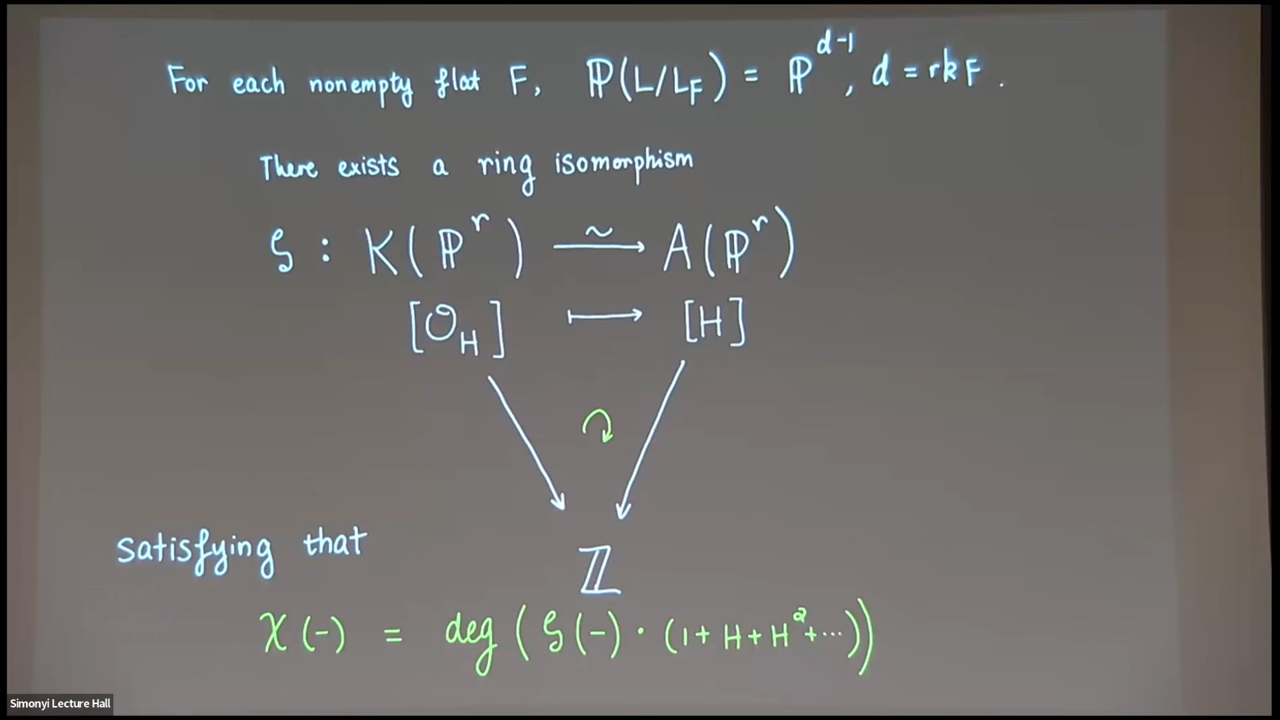 For each nonempty flat F, ℙ(L/L_F) = ℙ^{d-1}, d = rk F.
There exists a ring isomorphism
ζ : K(ℙ^r) ⥲ A(ℙ^r)
[𝒪_H] ⟼ [H]
↷
satisfying that
ℤ
χ(-) = deg(ζ(-)·(1+H+H²+⋯))
Simonyi Lecture Hall